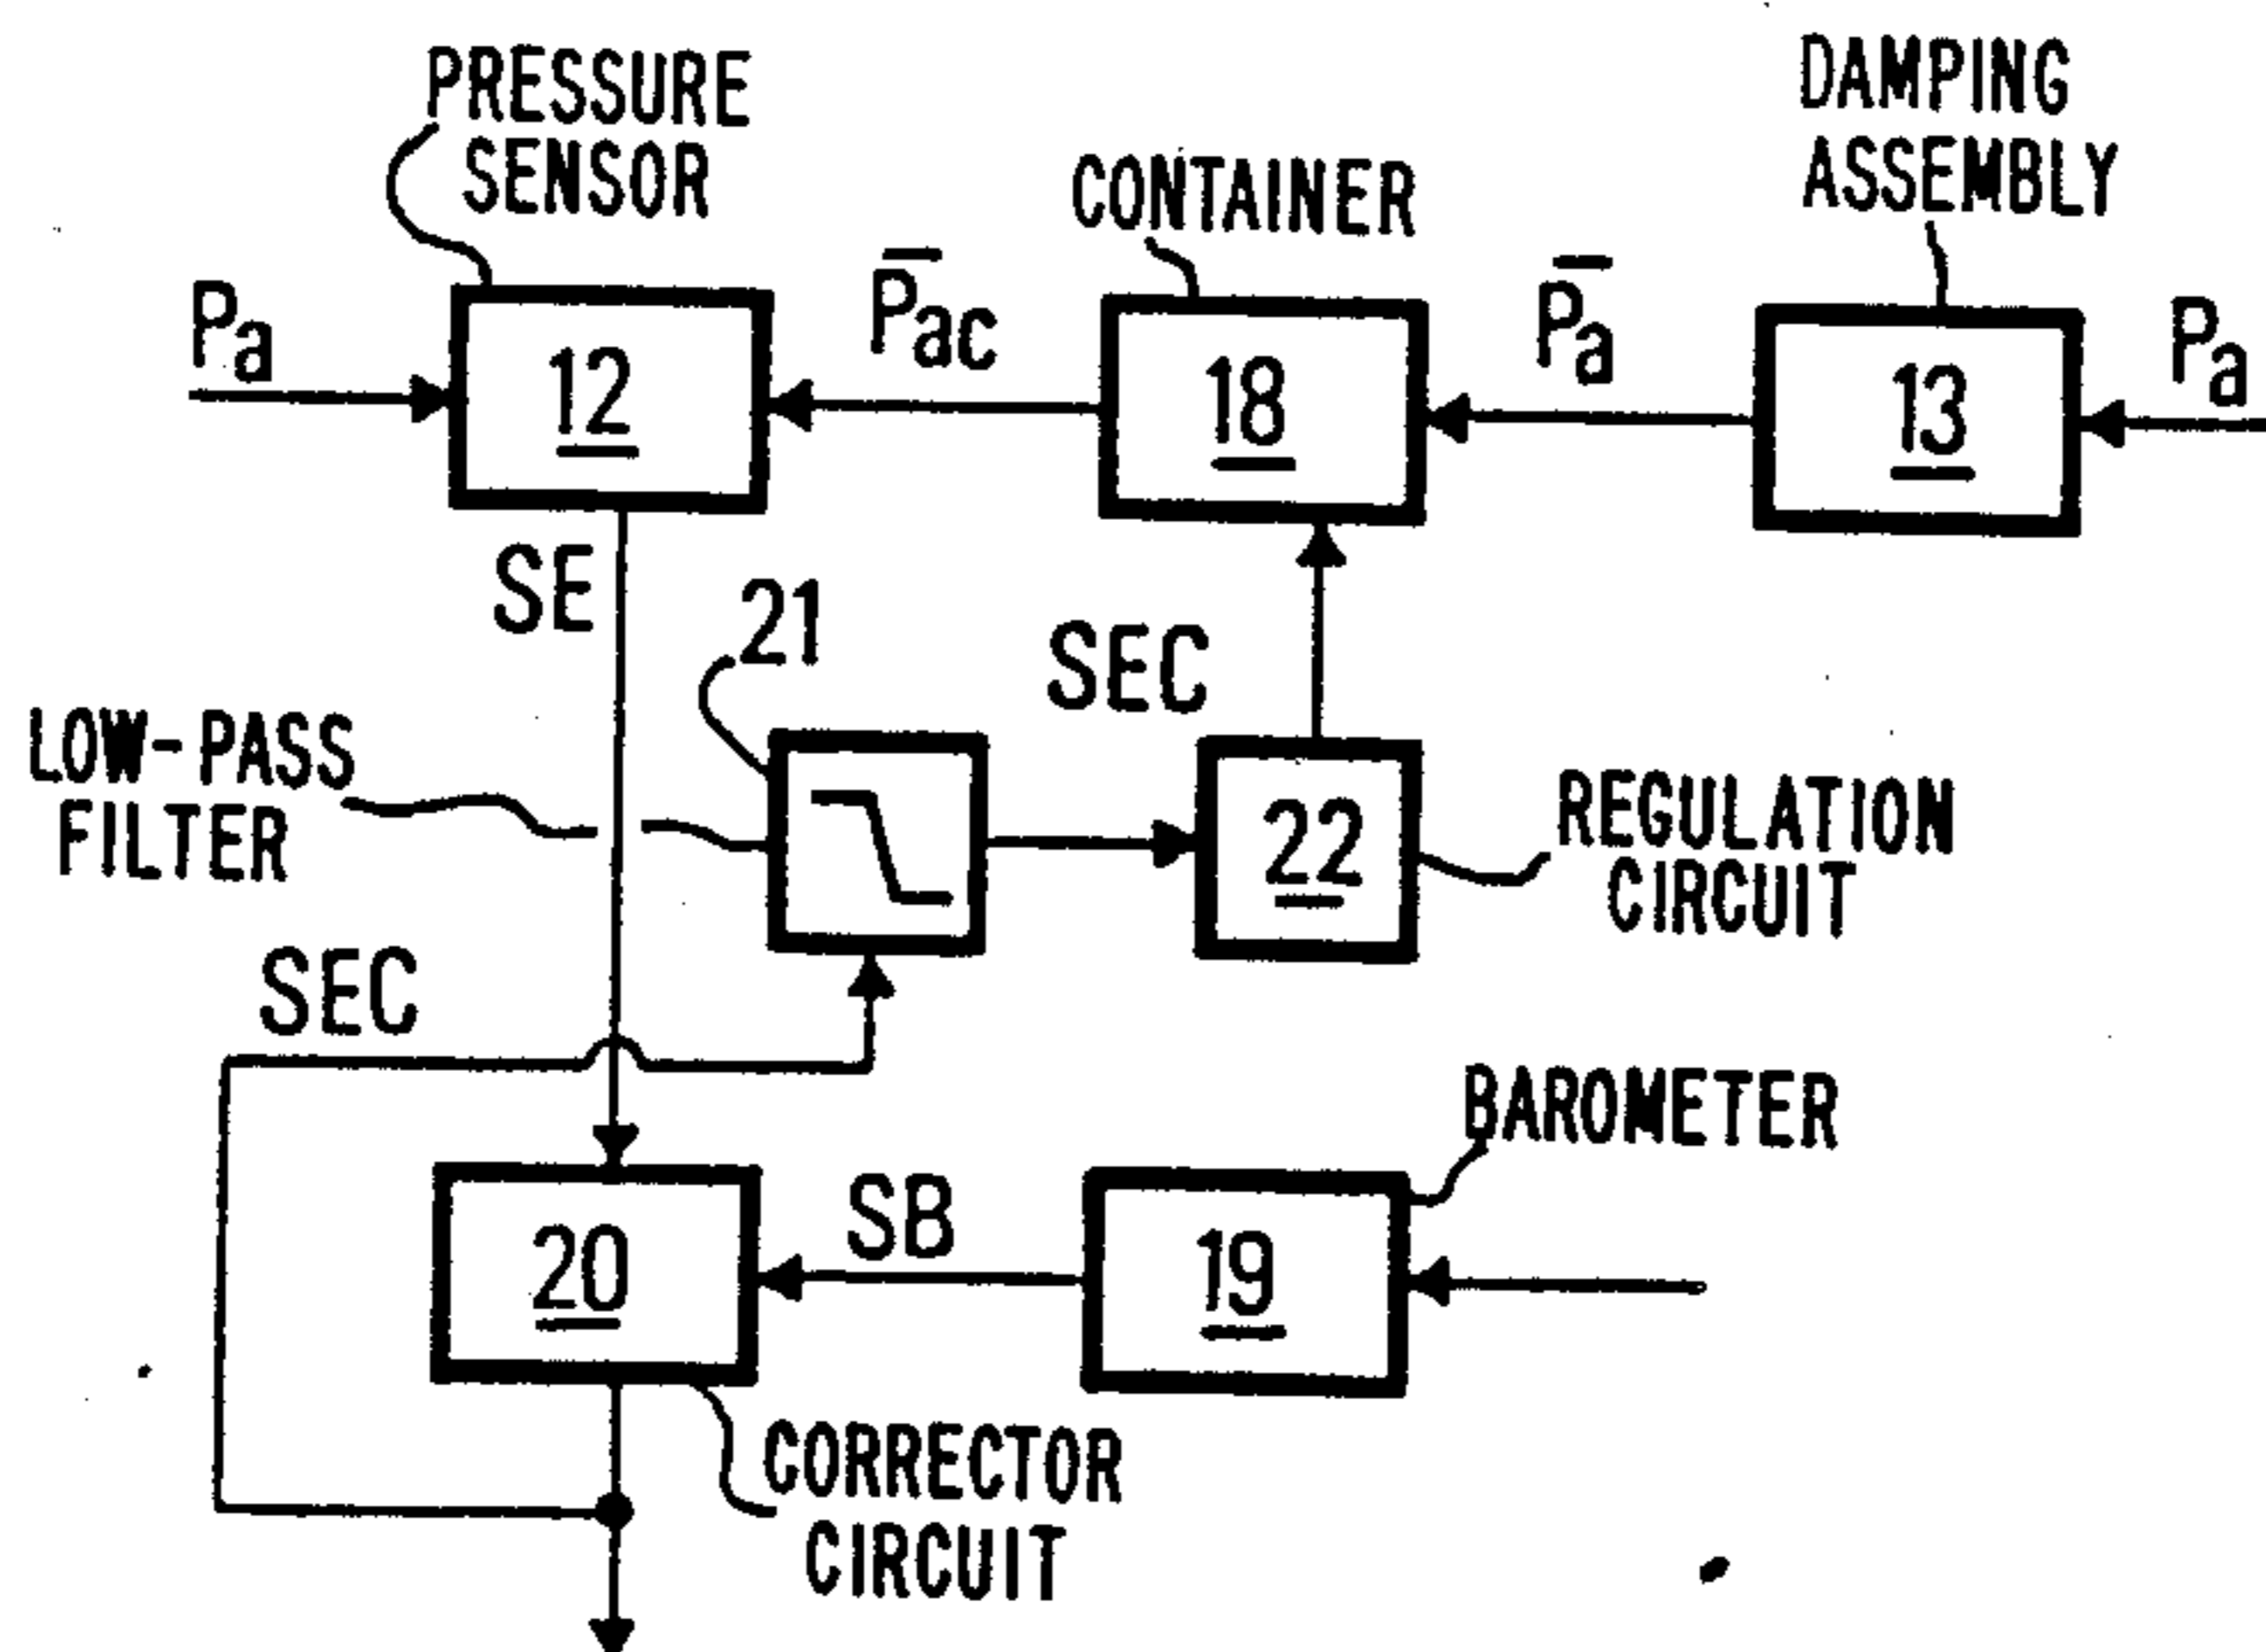 PRESSURE
SENSOR
CONTAINER
DAMPING
ASSEMBLY
Pa
12
P̅ac
18
P̅a
13
Pa
SE
21
SEC
LOW-PASS
FILTER
22
REGULATION
CIRCUIT
SEC
BAROMETER
20
SB
19
CORRECTOR
CIRCUIT